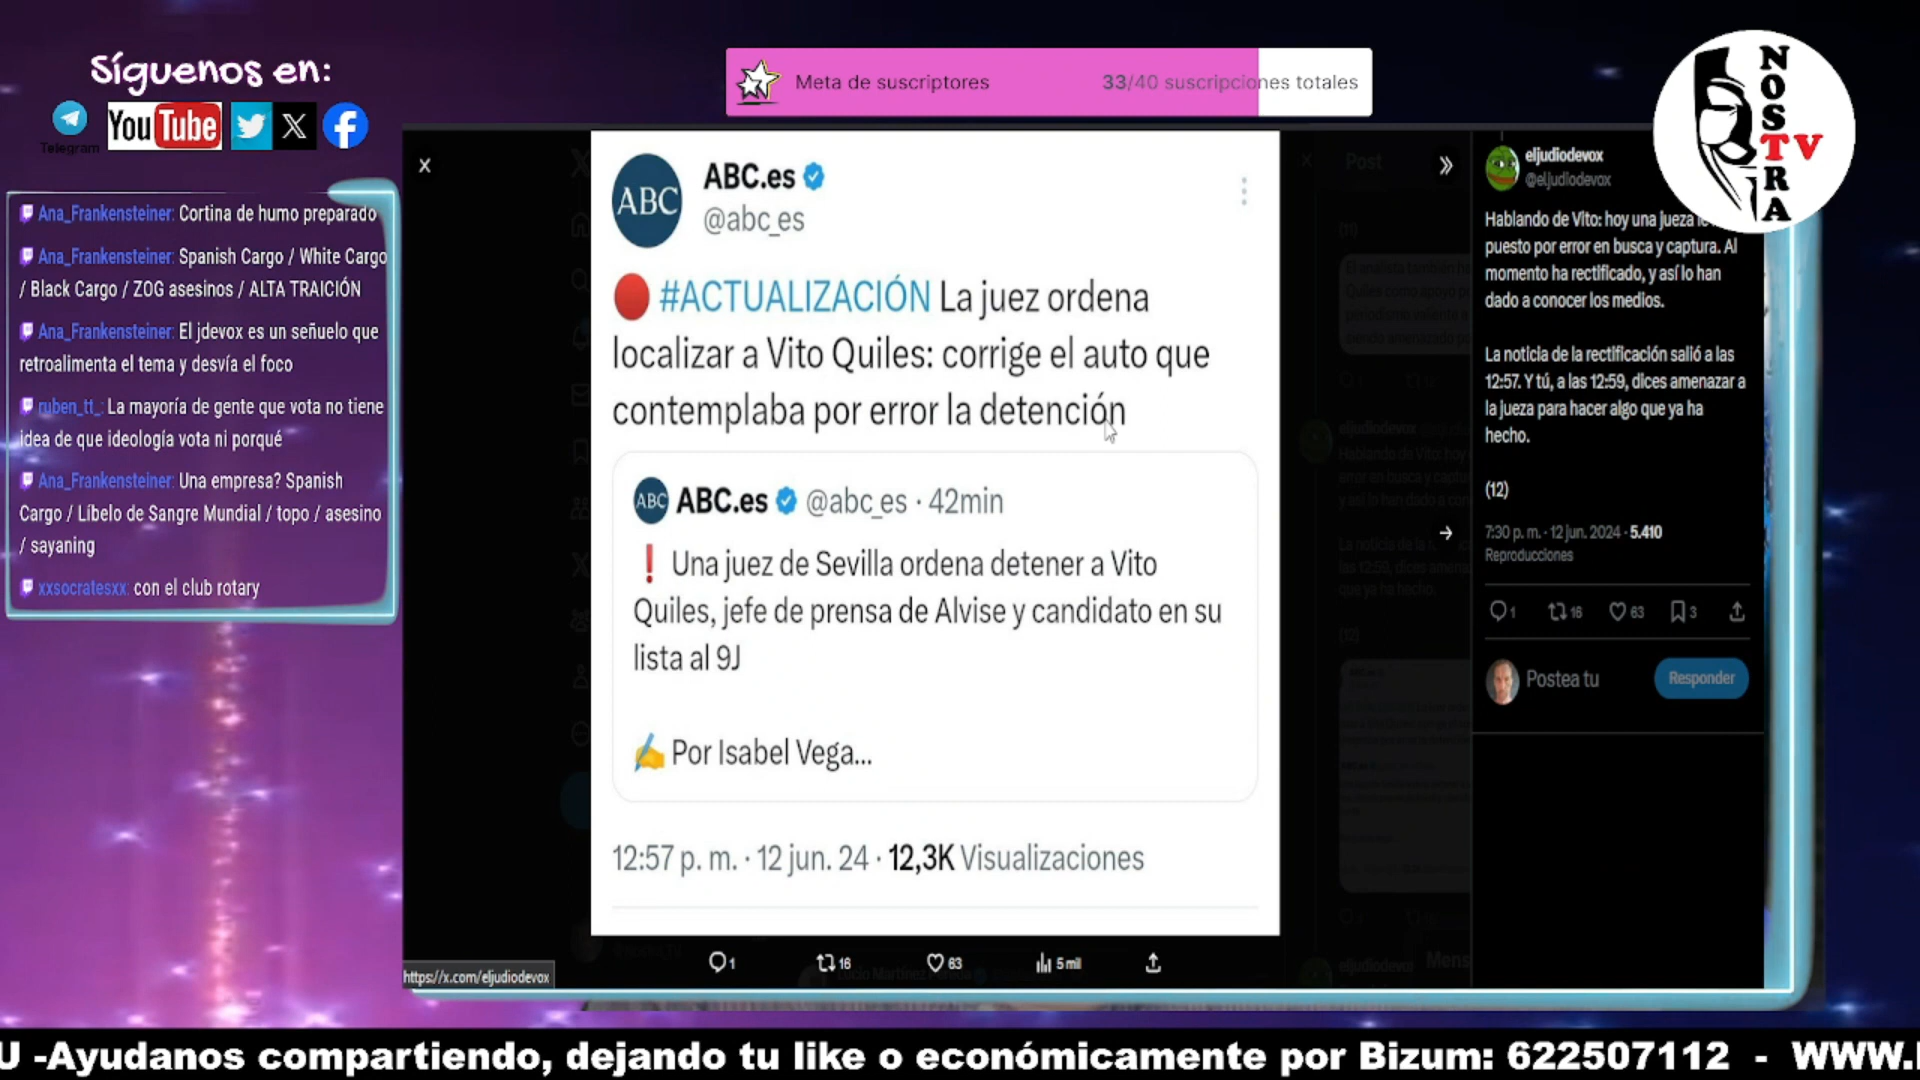 Síguenos en:
Telegram
YouTube
X
Meta de suscriptores 33/40 suscripciones totales
NOSTRA TV
Ana_Frankensteiner: Cortina de humo preparado
Ana_Frankensteiner: Spanish Cargo / White Cargo
/ Black Cargo / ZOG asesinos / ALTA TRAICIÓN
Ana_Frankensteiner: El jdevox es un señuelo que
retroalimenta el tema y desvía el foco
ruben_tt_: La mayoría de gente que vota no tiene
idea de que ideología vota ni porqué
Ana_Frankensteiner: Una empresa? Spanish
Cargo / Líbelo de Sangre Mundial / topo / asesino
/ sayaning
xxsocratesxx: con el club rotary
ABC
ABC.es
@abc_es
#ACTUALIZACIÓN La juez ordena
localizar a Vito Quiles: corrige el auto que
contemplaba por error la detención
ABC ABC.es @abc_es · 42min
❗ Una juez de Sevilla ordena detener a Vito
Quiles, jefe de prensa de Alvise y candidato en su
lista al 9J
✍ Por Isabel Vega...
12:57 p. m. · 12 jun. 24 · 12,3K Visualizaciones
1 16 63 5 mil
https://x.com/eljudiodevox
Post
eljudiodevox
@eljudiodevox
Hablando de Vito: hoy una jueza
puesto por error en busca y captura. Al
momento ha rectificado, y así lo han
dado a conocer los medios.
La noticia de la rectificación salió a las
12:57. Y tú, a las 12:59, dices amenazar a
la jueza para hacer algo que ya ha
hecho.
(12)
7:30 p. m. · 12 jun. 2024 · 5.410
Reproducciones
1 16 63 3
Postea tu Responder
U -Ayudanos compartiendo, dejando tu like o económicamente por Bizum: 622507112 - WWW.